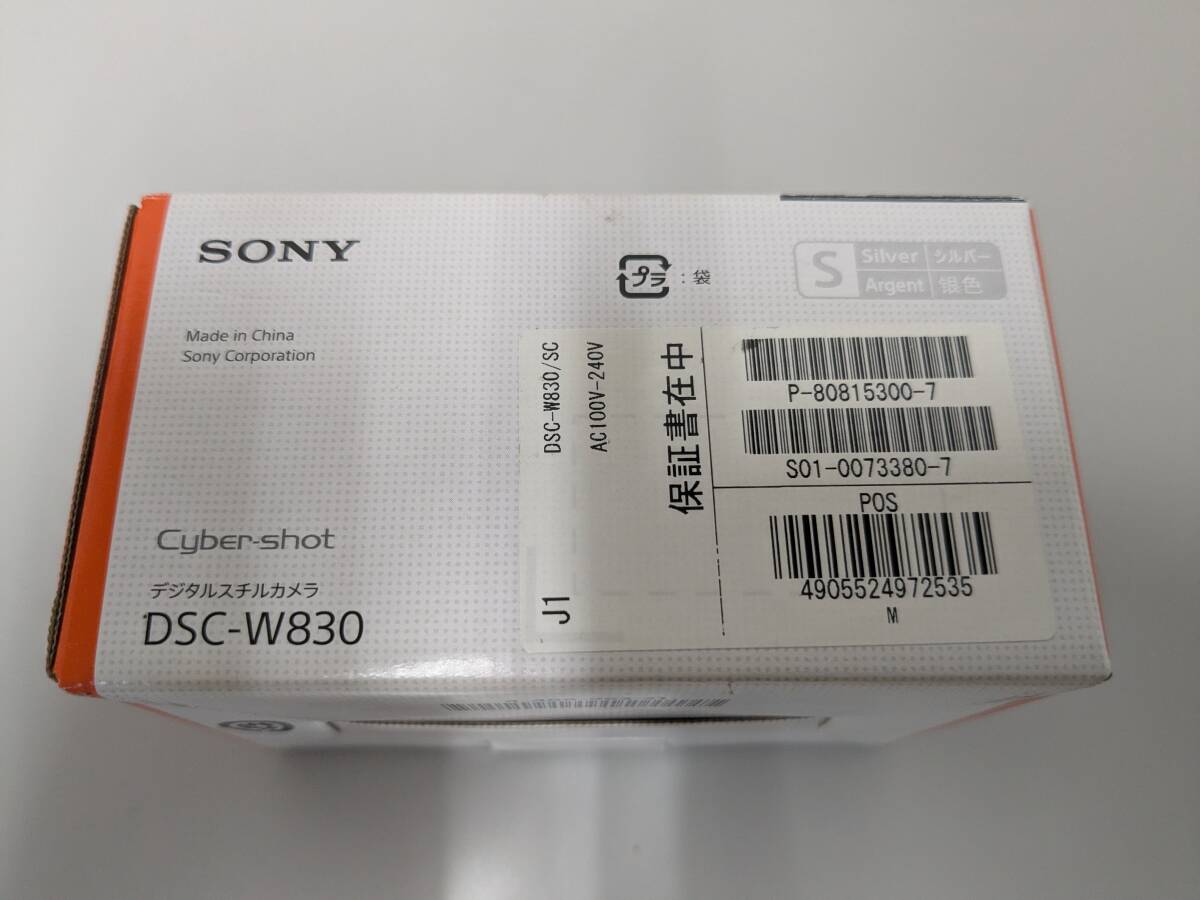 SONY
Made in China
Sony Corporation
Cyber-shot
デジタルスチルカメラ
DSC-W830
プラ : 袋
S
Silver シルバー
Argent 银色
DSC-W830/SC
AC100V-240V
J1
保証書在中
P-80815300-7
S01-0073380-7
POS
4905524972535
M